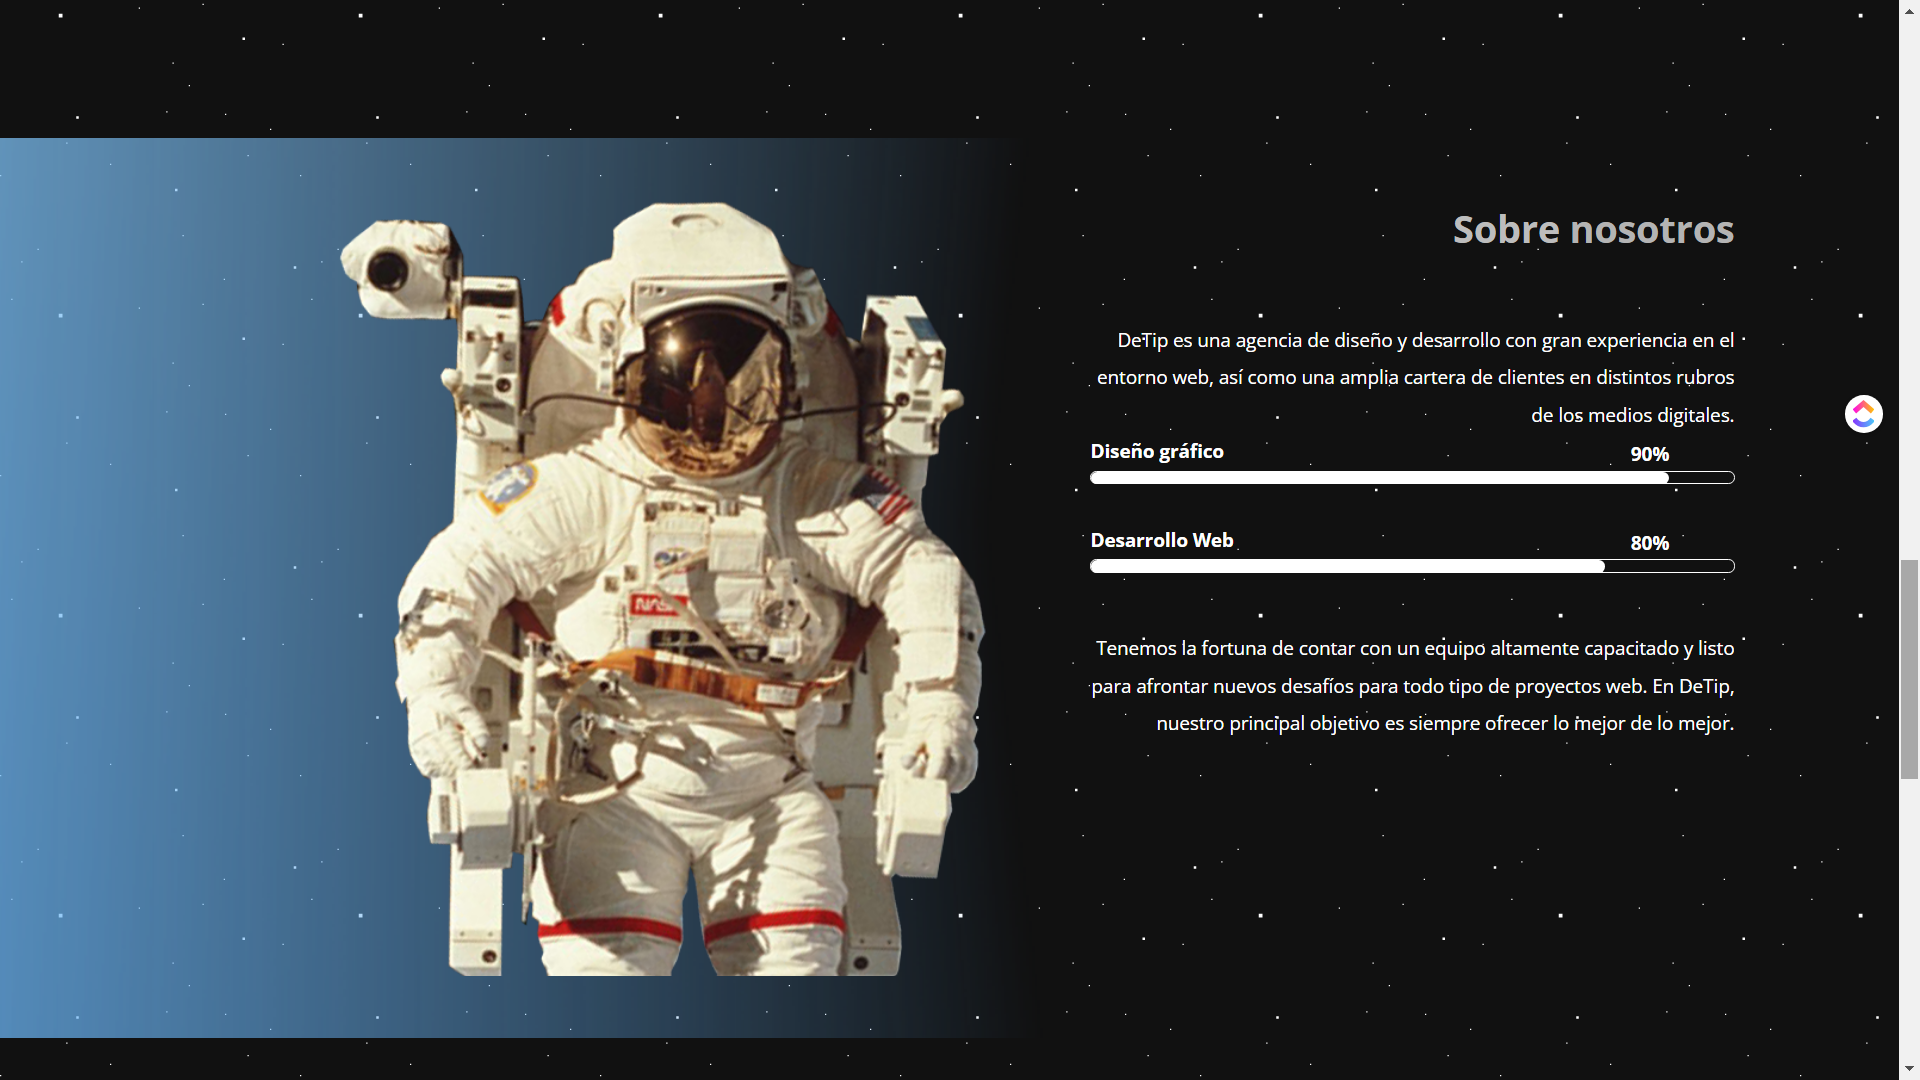 Sobre nosotros
DeTip es una agencia de diseño y desarrollo con gran experiencia en el
entorno web, así como una amplia cartera de clientes en distintos rubros
de los medios digitales.
Diseño gráfico 90%
Desarrollo Web 80%
Tenemos la fortuna de contar con un equipo altamente capacitado y listo
para afrontar nuevos desafíos para todo tipo de proyectos web. En DeTip,
nuestro principal objetivo es siempre ofrecer lo mejor de lo mejor.
NASA